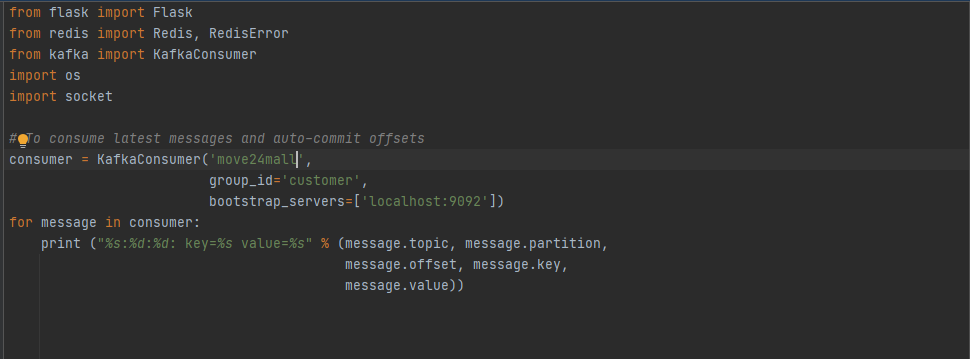 from flask import Flask
from redis import Redis, RedisError
from kafka import KafkaConsumer
import os
import socket
# To consume latest messages and auto-commit offsets
consumer = KafkaConsumer('move24mall',
group_id='customer',
bootstrap_servers=['localhost:9092'])
for message in consumer:
print ("%s:%d:%d: key=%s value=%s" % (message.topic, message.partition,
message.offset, message.key,
message.value))